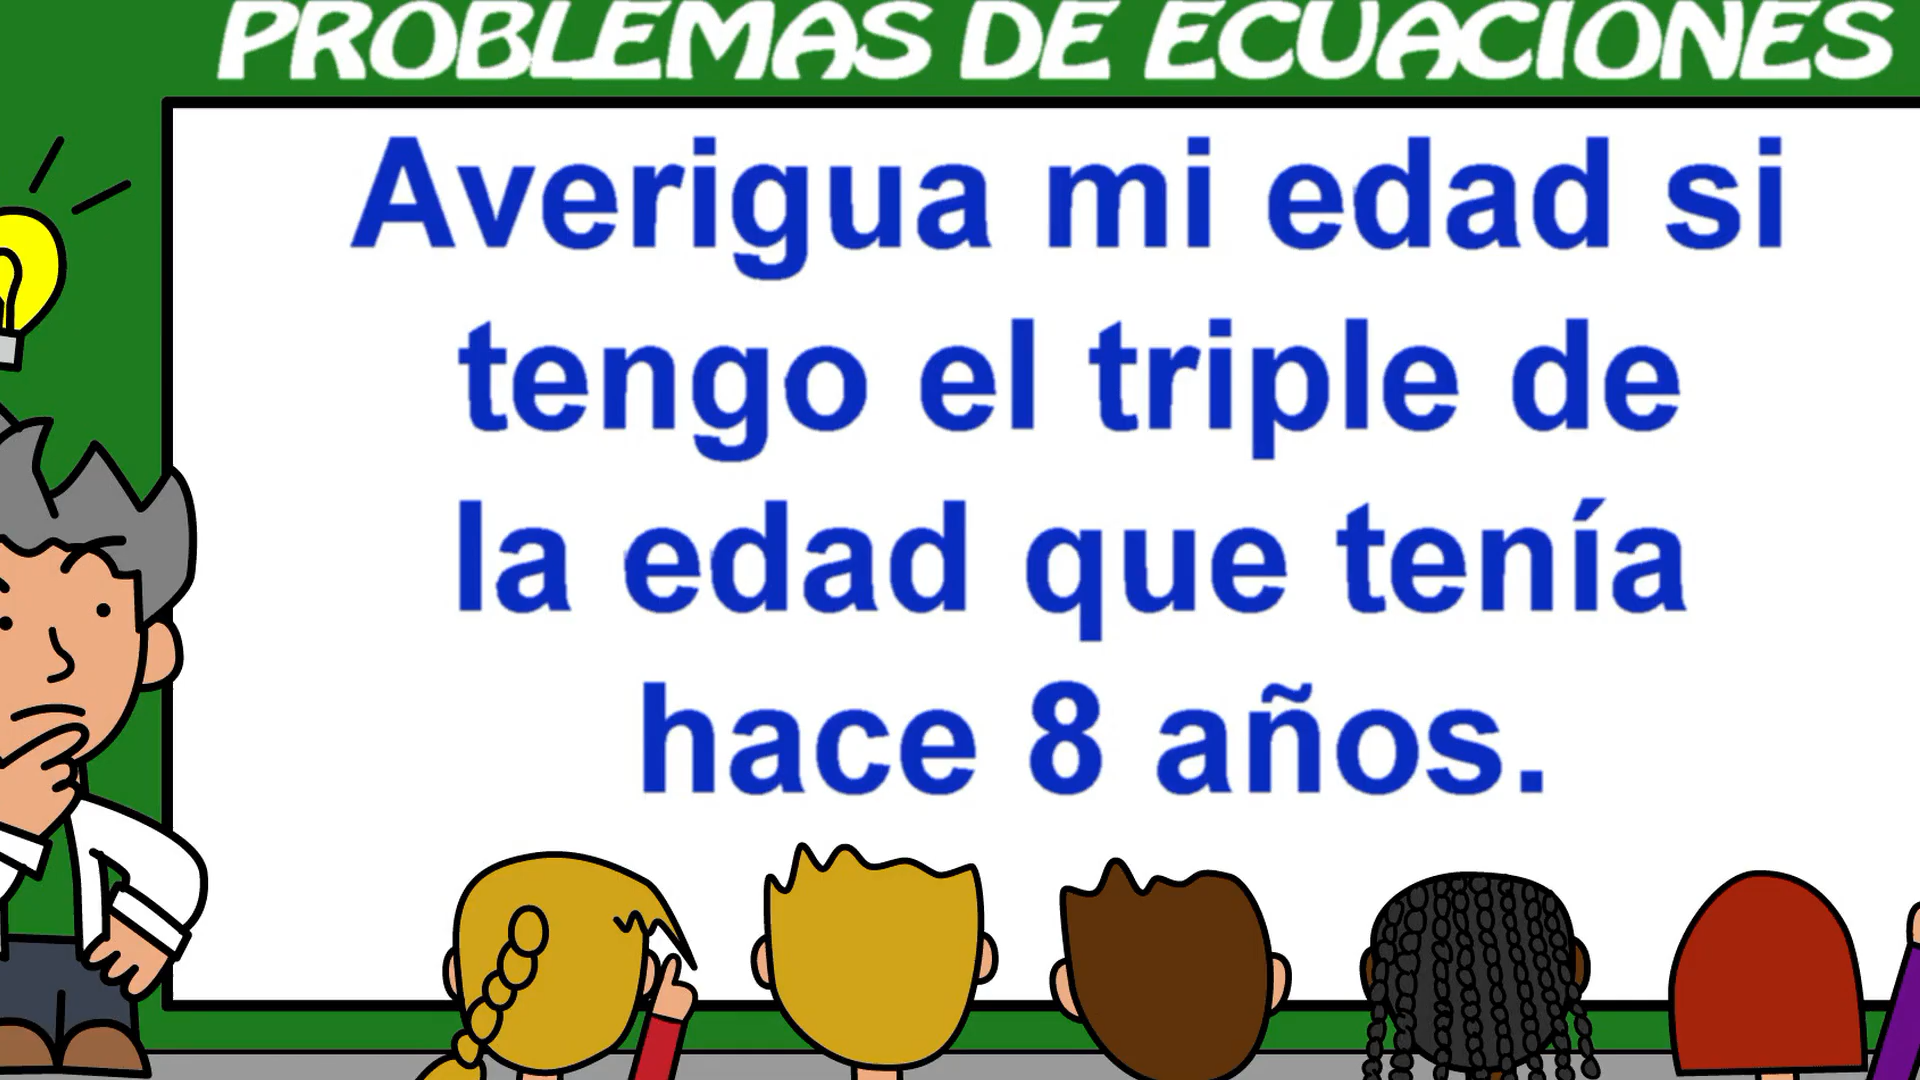 PROBLEMAS DE ECUACIONES
Averigua mi edad si
tengo el triple de
la edad que tenía
hace 8 años.